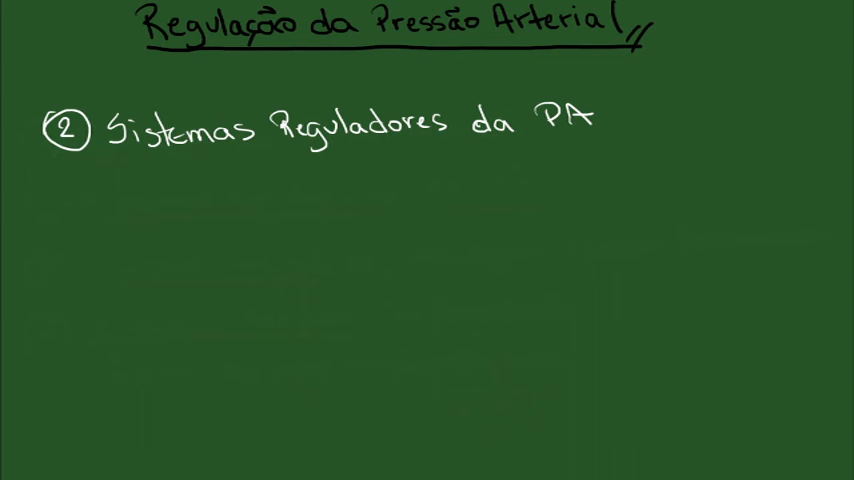 Regulação da Pressão Arterial//
② Sistemas Reguladores da PA